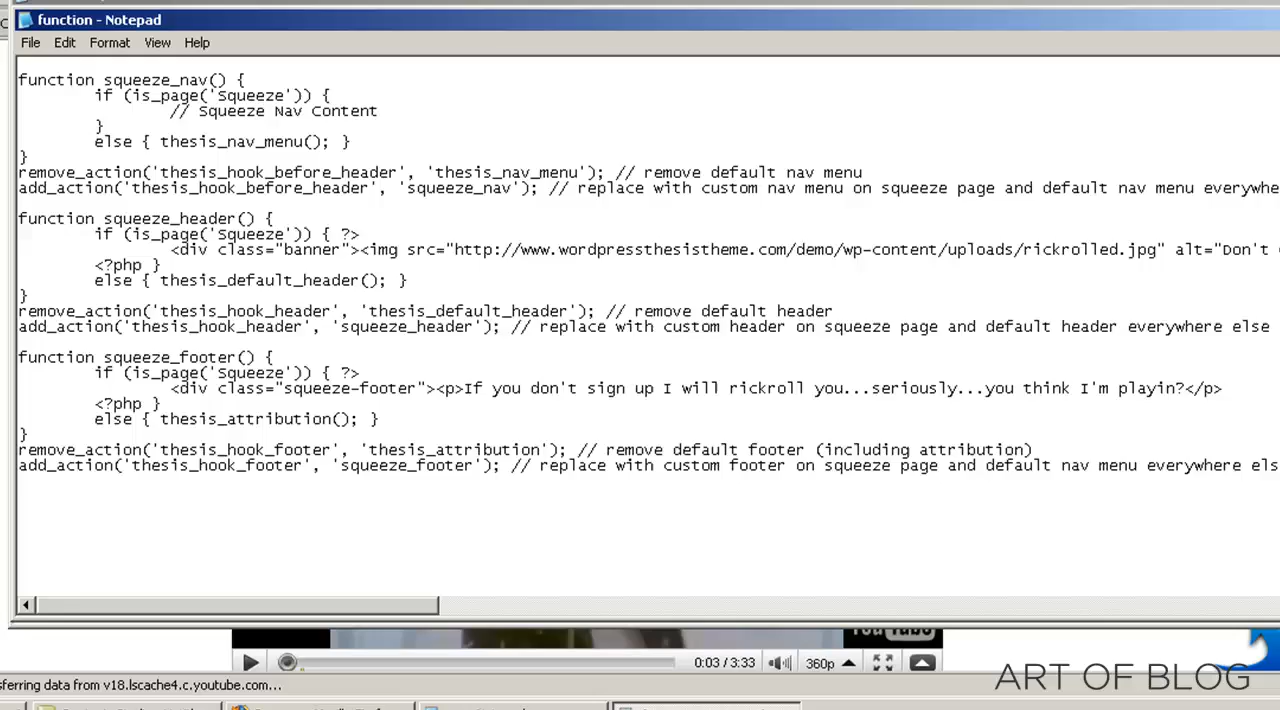 function - Notepad
File Edit Format View Help
function squeeze_nav() {
if (is_page('Squeeze')) {
// Squeeze Nav Content
}
else { thesis_nav_menu(); }
}
remove_action('thesis_hook_before_header', 'thesis_nav_menu'); // remove default nav menu
add_action('thesis_hook_before_header', 'squeeze_nav'); // replace with custom nav menu on squeeze page and default nav menu everywhe
function squeeze_header() {
if (is_page('Squeeze')) { ?>
<div class="banner"><img src="http://www.wordpressthesistheme.com/demo/wp-content/uploads/rickrolled.jpg" alt="Don't
<?php }
else { thesis_default_header(); }
}
remove_action('thesis_hook_header', 'thesis_default_header'); // remove default header
add_action('thesis_hook_header', 'squeeze_header'); // replace with custom header on squeeze page and default header everywhere else
function squeeze_footer() {
if (is_page('Squeeze')) { ?>
<div class="squeeze-footer"><p>If you don't sign up I will rickroll you...seriously...you think I'm playin?</p>
<?php }
else { thesis_attribution(); }
}
remove_action('thesis_hook_footer', 'thesis_attribution'); // remove default footer (including attribution)
add_action('thesis_hook_footer', 'squeeze_footer'); // replace with custom footer on squeeze page and default nav menu everywhere els
YouTube
0:03 / 3:33 360p
sferring data from v18.lscache4.c.youtube.com...
ART OF BLOG